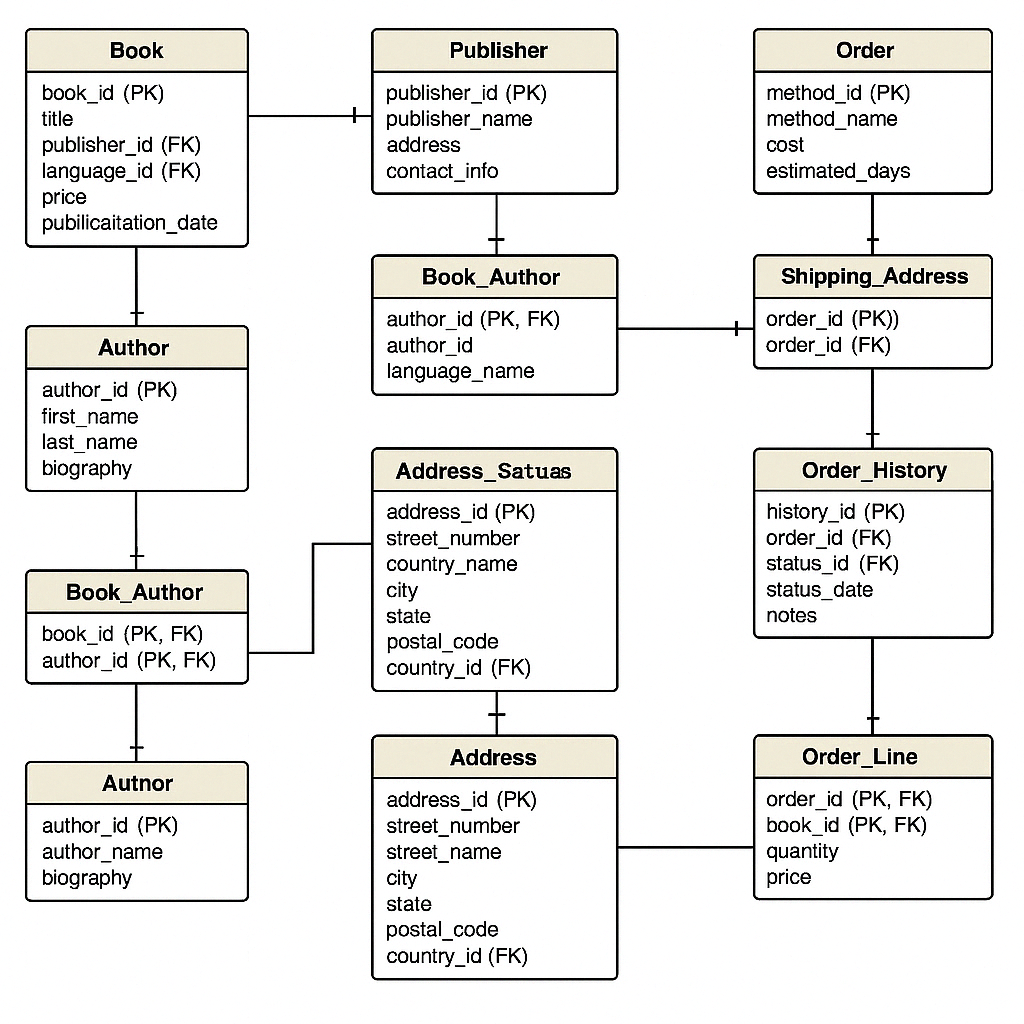 Book
book_id (PK)
title
publisher_id (FK)
language_id (FK)
price
pubilicaitation_date
Publisher
publisher_id (PK)
publisher_name
address
contact_info
Order
method_id (PK)
method_name
cost
estimated_days
Book_Author
author_id (PK, FK)
author_id
language_name
Shipping_Address
order_id (PK))
order_id (FK)
Author
author_id (PK)
first_name
last_name
biography
Address_Satuas
address_id (PK)
street_number
country_name
city
state
postal_code
country_id (FK)
Order_History
history_id (PK)
order_id (FK)
status_id (FK)
status_date
notes
Book_Author
book_id (PK, FK)
author_id (PK, FK)
Autnor
author_id (PK)
author_name
biography
Address
address_id (PK)
street_number
street_name
city
state
postal_code
country_id (FK)
Order_Line
order_id (PK, FK)
book_id (PK, FK)
quantity
price